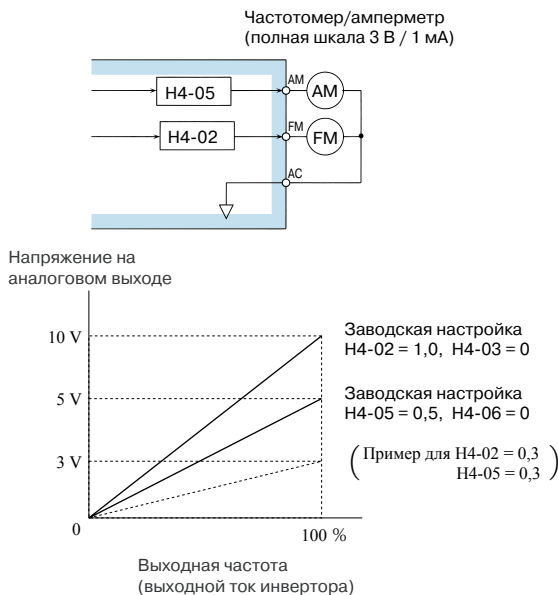 Частотомер/амперметр
(полная шкала 3 В / 1 мА)
H4-05
AM
AM
H4-02
FM
FM
AC
Напряжение на
аналоговом выходе
10 V
5 V
3 V
0
100 %
Заводская настройка
H4-02 = 1,0, H4-03 = 0
Заводская настройка
H4-05 = 0,5, H4-06 = 0
(Пример для H4-02 = 0,3
H4-05 = 0,3)
Выходная частота
(выходной ток инвертора)